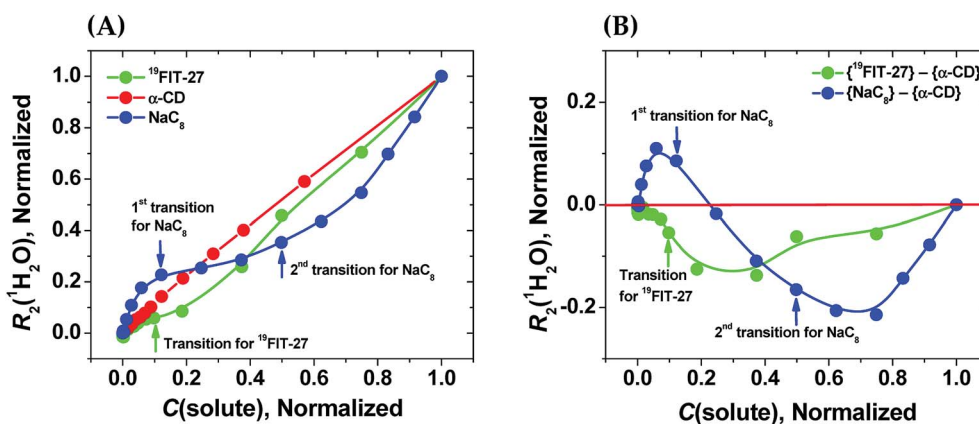 (A)
R₂(¹H₂O), Normalized
1.0
0.8
0.6
0.4
0.2
0.0
¹⁹FIT-27
α-CD
NaC₈
1ˢᵗ transition
for NaC₈
2ⁿᵈ transition for NaC₈
Transition for ¹⁹FIT-27
0.0 0.2 0.4 0.6 0.8 1.0
C(solute), Normalized
(B)
R₂(¹H₂O), Normalized
0.2
0.0
-0.2
{¹⁹FIT-27} – {α-CD}
{NaC₈} – {α-CD}
1ˢᵗ transition for NaC₈
Transition
for ¹⁹FIT-27
2ⁿᵈ transition for NaC₈
0.0 0.2 0.4 0.6 0.8 1.0
C(solute), Normalized